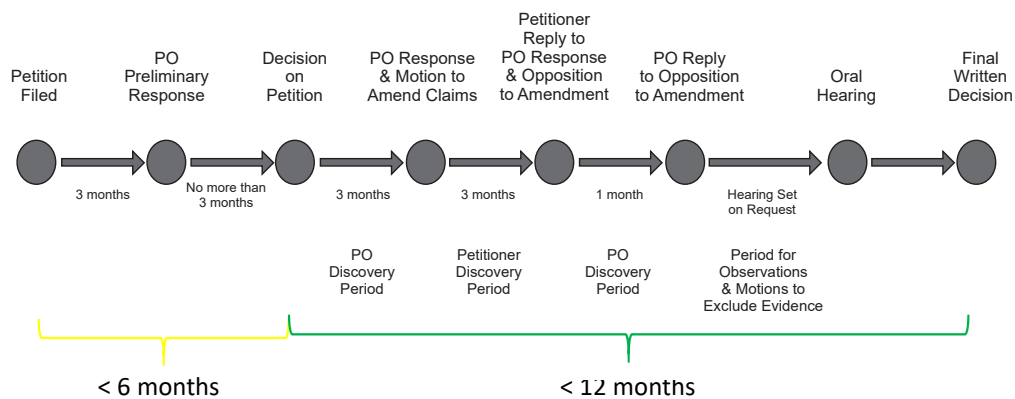 Petition
Filed
PO
Preliminary
Response
Decision
on
Petition
PO Response
& Motion to
Amend Claims
Petitioner
Reply to
PO Response
& Opposition
to Amendment
PO Reply
to Opposition
to Amendment
Oral
Hearing
Final
Written
Decision
3 months
No more than
3 months
3 months
3 months
1 month
Hearing Set
on Request
PO
Discovery
Period
Petitioner
Discovery
Period
PO
Discovery
Period
Period for
Observations
& Motions to
Exclude Evidence
< 6 months
< 12 months